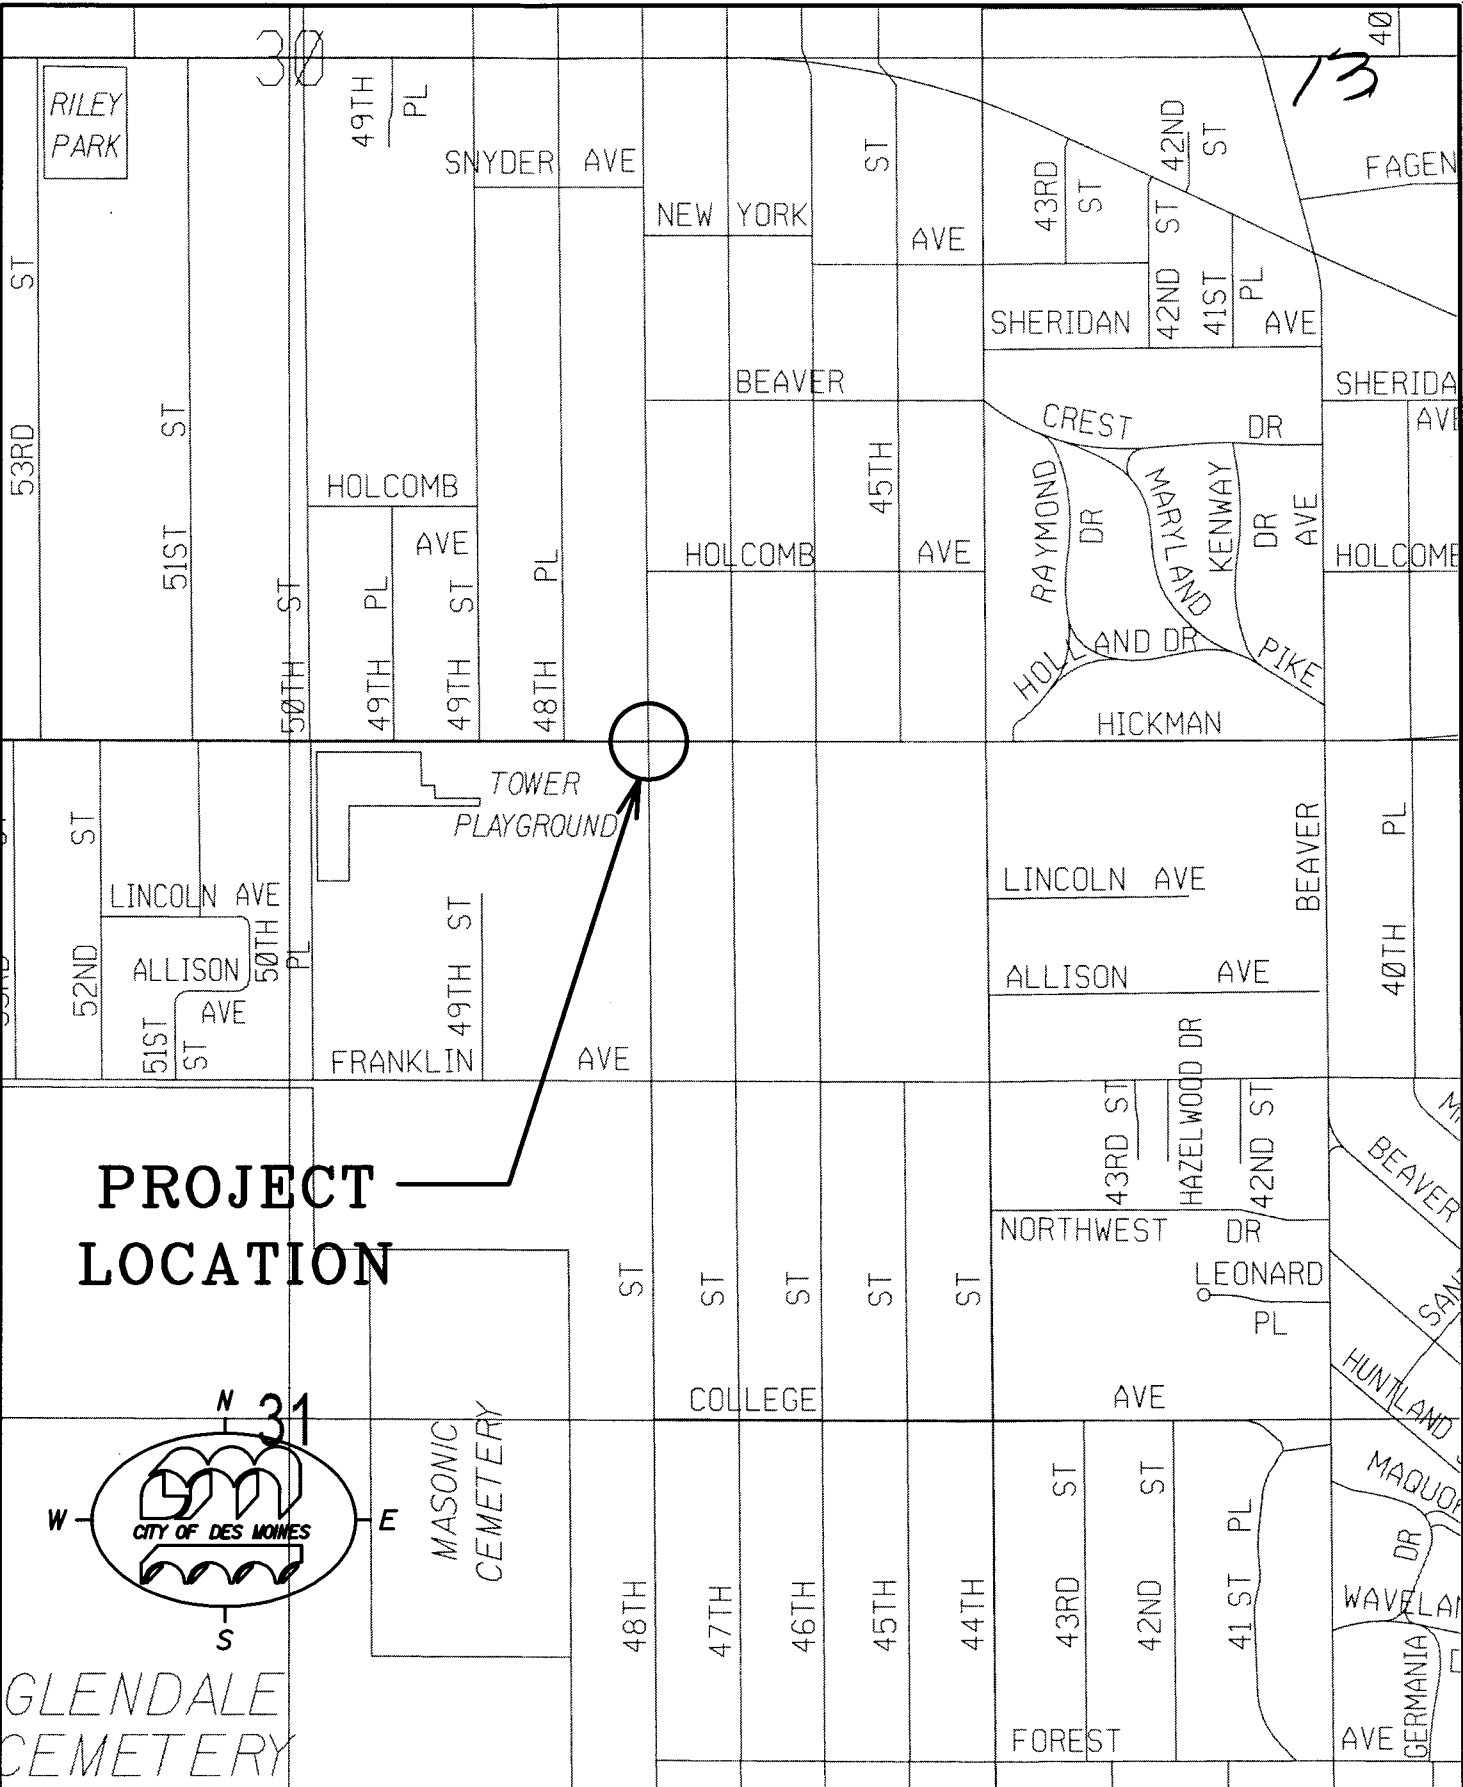 30
40
13
RILEY
PARK
49TH
PL
SNYDER AVE
ST
43RD
ST
42ND
ST
FAGEN
NEW YORK
AVE
42ND ST
41ST
PL
SHERIDAN
AVE
53RD ST
BEAVER
SHERIDA
AVE
CREST
DR
51ST ST
HOLCOMB
AVE
45TH
RAYMOND
DR
MARYLAND
KENWAY
DR
AVE
HOLCOMB
AVE
HOLCOMB
50TH ST
49TH PL
49TH ST
48TH PL
HOLLAND DR
PIKE
HICKMAN
TOWER
PLAYGROUND
52ND ST
LINCOLN AVE
50TH
PL
ALLISON
AVE
51ST
ST
49TH ST
FRANKLIN
AVE
LINCOLN AVE
BEAVER
40TH PL
ALLISON AVE
43RD ST
HAZELWOOD DR
42ND ST
BEAVER
NORTHWEST DR
LEONARD
PL
PROJECT
LOCATION
ST
ST
ST
ST
ST
SAN
HUNTLAND
COLLEGE
AVE
N
31
W
E
CITY OF DES MOINES
S
MASONIC
CEMETERY
48TH
47TH
46TH
45TH
44TH
43RD ST
42ND ST
41 ST PL
MAQUOK
DR
WAVELAN
GERMANIA
GLENDALE
CEMETERY
FOREST
AVE